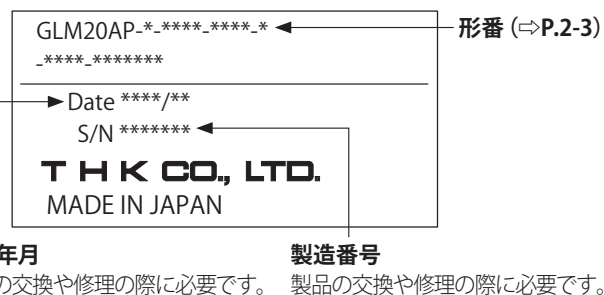 GLM20AP-*-****-****-*
形番（⇨P.2-3）
-****-*******
Date ****/**
S/N *******
THK CO., LTD.
MADE IN JAPAN
年月
製造番号
の交換や修理の際に必要です。
製品の交換や修理の際に必要です。